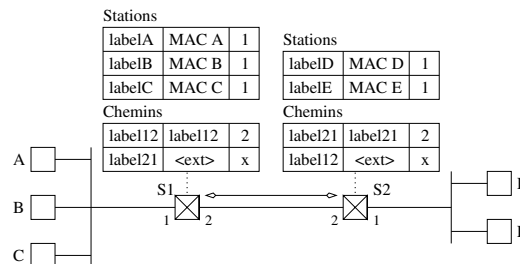 Stations
labelA MAC A 1
labelB MAC B 1
labelC MAC C 1
Chemins
label12 label12 2
label21 <ext> x
Stations
labelD MAC D 1
labelE MAC E 1
Chemins
label21 label21 2
label12 <ext> x
A
B
C
S1
1 2
S2
2 1